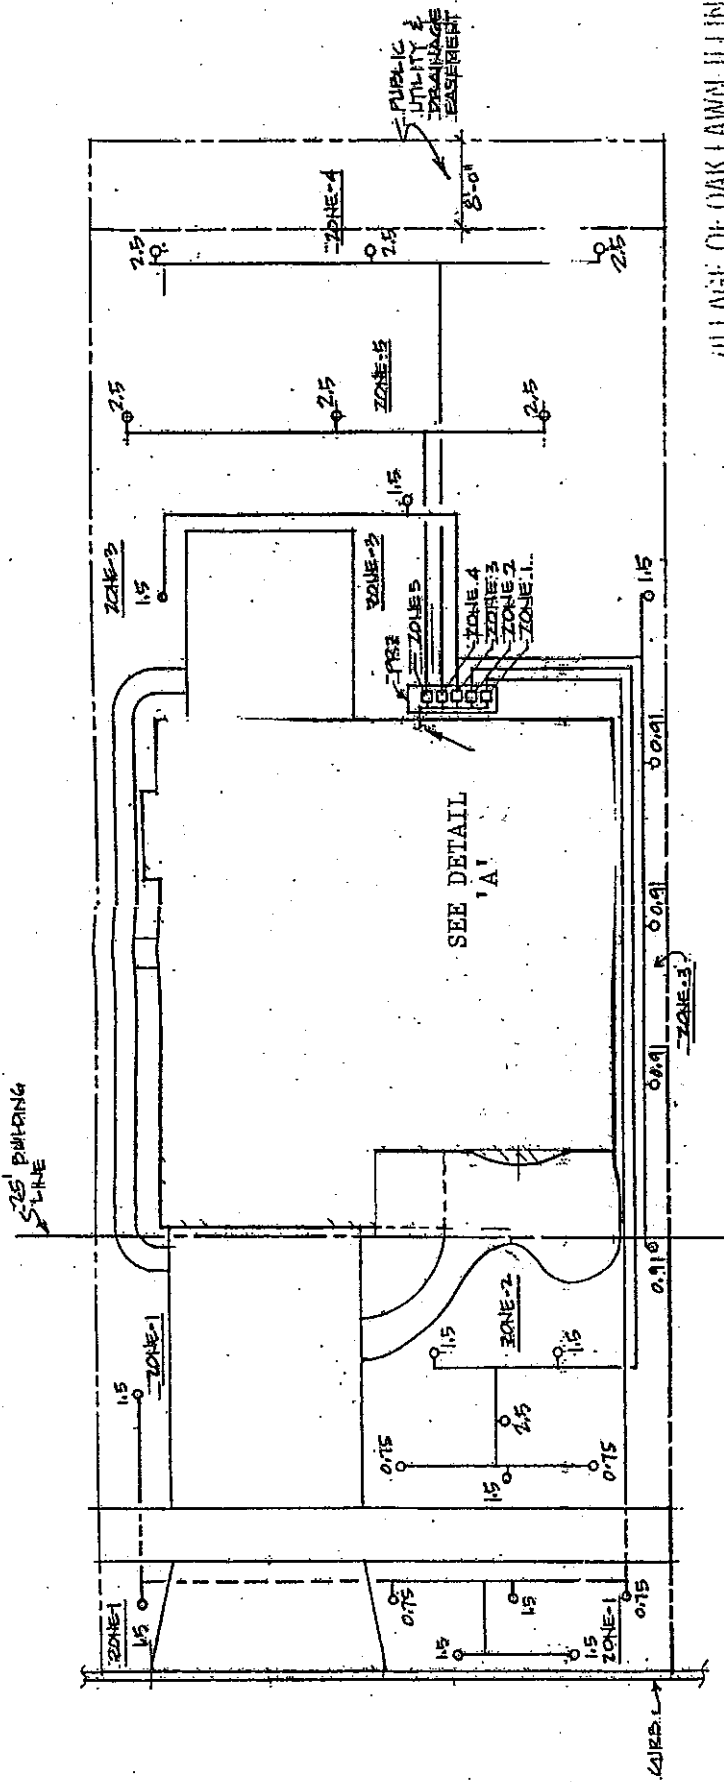 25' BUILDING
LINE
PUBLIC
UTILITY &
DRAINAGE
EASEMENT
8'-0"
ZONE-4
2.5
2.5
2.5
ZONE-5
2.5
2.5
2.5
ZONE-3
1.5
1.5
ZONE-3
ZONE 5
ZONE 4
ZONE 3
ZONE 2
ZONE 1
SEE DETAIL
'A'
1.5
0.91
0.91
0.91
0.91
ZONE-3
ZONE-1
1.5
ZONE-2
1.5
1.5
2.5
0.75
1.5
0.75
ZONE-1
1.5
0.75
1.5
0.75
1.5
1.5
ZONE-1
CURB
VILLAGE OF OAK LAWN